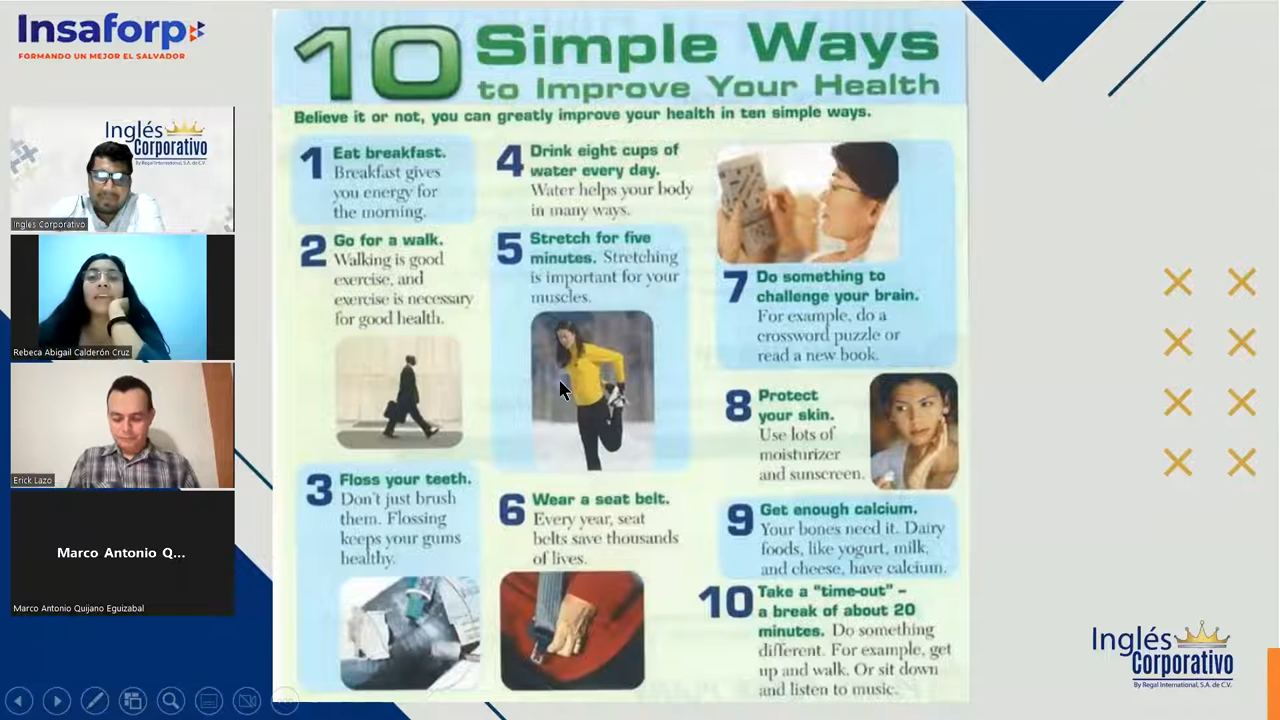 Insaforp
FORMANDO UN MEJOR EL SALVADOR
Inglés
Corporativo
By Regal International, S.A. de C.V.
Ingles Corporativo
Rebeca Abigail Calderón Cruz
Erick Lazo
Marco Antonio Q...
Marco Antonio Quijano Eguizabal
10 Simple Ways
to Improve Your Health
Believe it or not, you can greatly improve your health in ten simple ways.
1 Eat breakfast.
Breakfast gives
you energy for
the morning.
2 Go for a walk.
Walking is good
exercise, and
exercise is necessary
for good health.
3 Floss your teeth.
Don't just brush
them. Flossing
keeps your gums
healthy.
4 Drink eight cups of
water every day.
Water helps your body
in many ways.
5 Stretch for five
minutes. Stretching
is important for your
muscles.
6 Wear a seat belt.
Every year, seat
belts save thousands
of lives.
7 Do something to
challenge your brain.
For example, do a
crossword puzzle or
read a new book.
8 Protect
your skin.
Use lots of
moisturizer
and sunscreen.
9 Get enough calcium.
Your bones need it. Dairy
foods, like yogurt, milk,
and cheese, have calcium.
10 Take a "time-out" –
a break of about 20
minutes. Do something
different. For example, get
up and walk. Or sit down
and listen to music.
Inglés
Corporativo
By Regal International, S.A. de C.V.